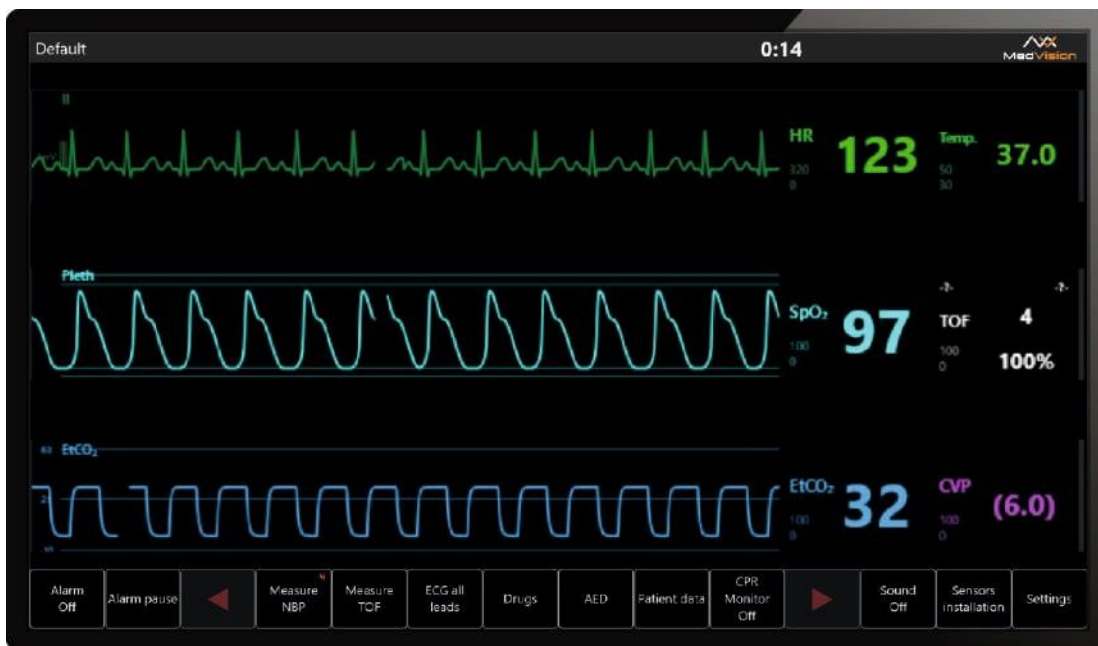 Default
0:14
MedVision
II
HR
123
320
0
Temp.
37.0
50
30
Pleth
SpO₂
97
100
0
-?-
-?-
TOF
4
100
0
100%
EtCO₂
EtCO₂
32
100
0
CVP
(6.0)
100
0
Alarm
Off
Alarm pause
Measure
NBP
Measure
TOF
ECG all
leads
Drugs
AED
Patient data
CPR
Monitor
Off
Sound
Off
Sensors
installation
Settings